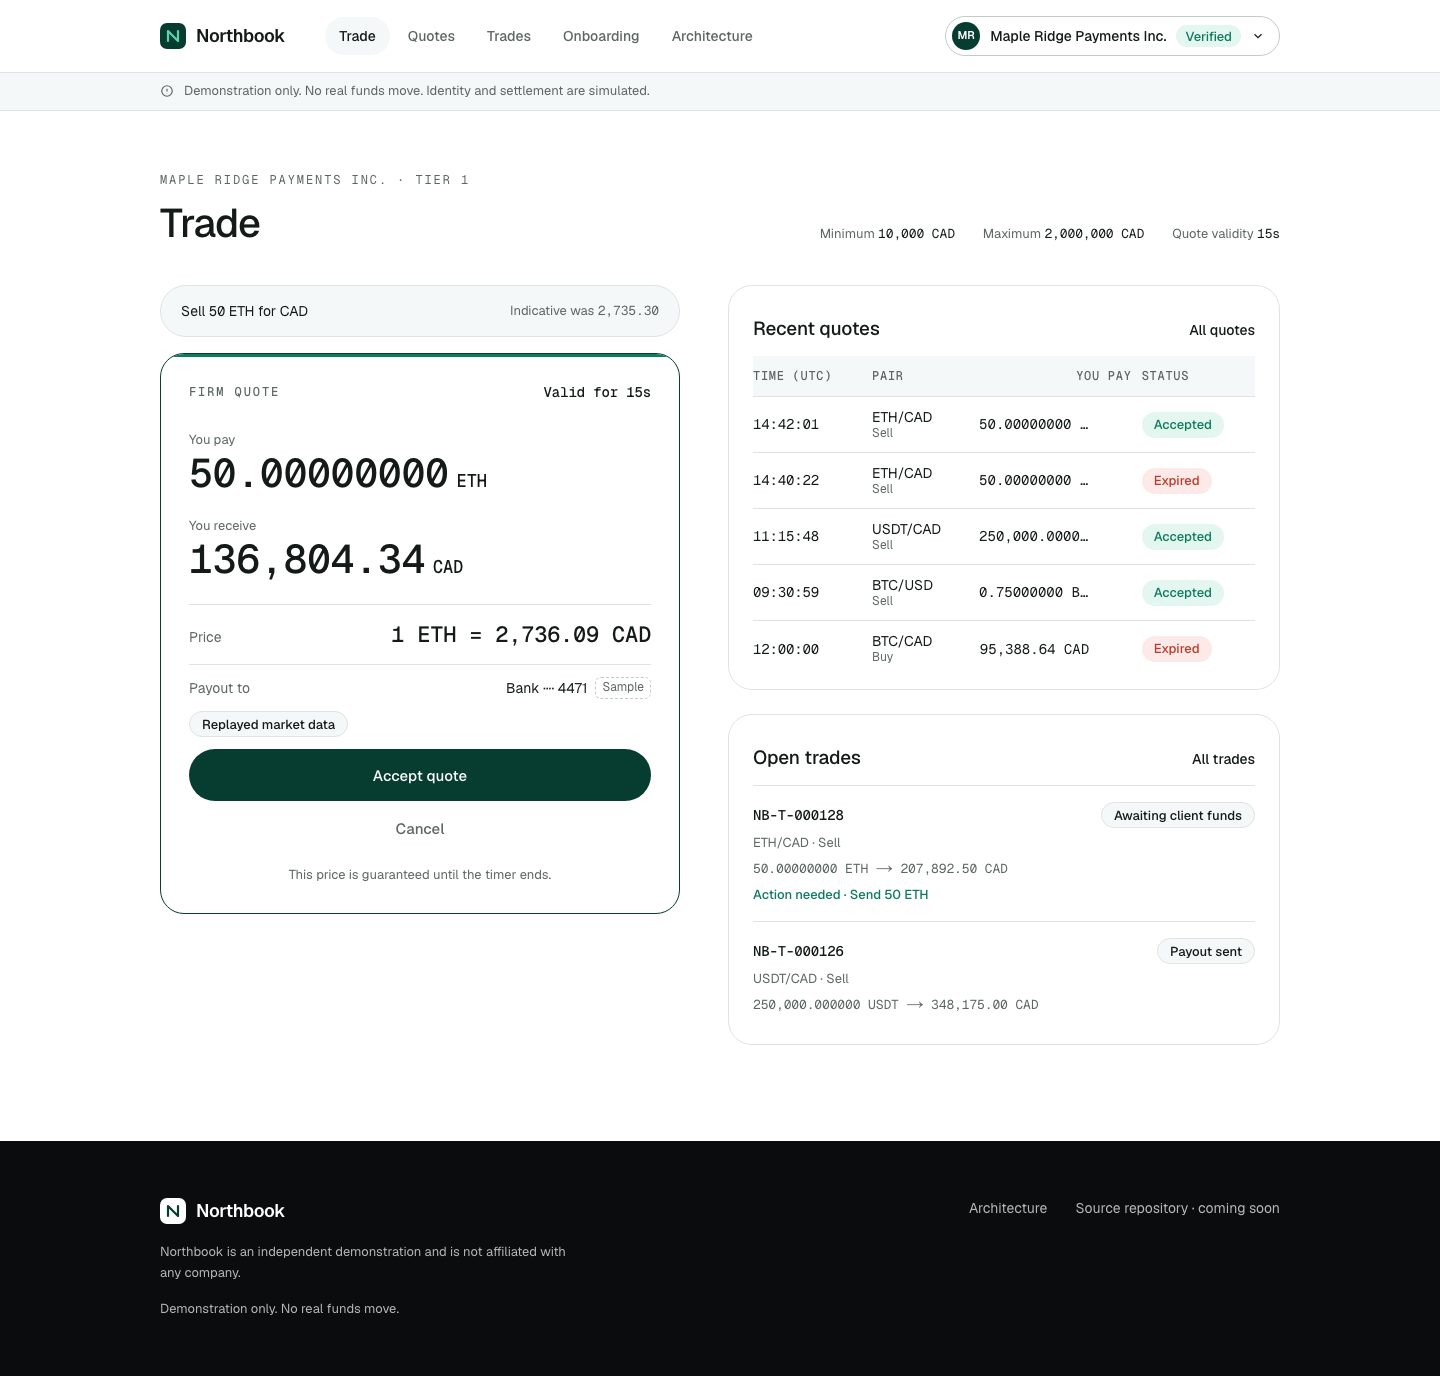 Northbook
Trade
Quotes
Trades
Onboarding
Architecture
MR Maple Ridge Payments Inc. Verified
Demonstration only. No real funds move. Identity and settlement are simulated.
MAPLE RIDGE PAYMENTS INC. · TIER 1
Trade
Minimum 10,000 CAD
Maximum 2,000,000 CAD
Quote validity 15s
Sell 50 ETH for CAD
Indicative was 2,735.30
FIRM QUOTE
Valid for 15s
You pay
50.00000000 ETH
You receive
136,804.34 CAD
Price
1 ETH = 2,736.09 CAD
Payout to
Bank ···· 4471 Sample
Replayed market data
Accept quote
Cancel
This price is guaranteed until the timer ends.
Recent quotes
All quotes
TIME (UTC) PAIR YOU PAY STATUS
14:42:01 ETH/CAD 50.00000000 … Accepted
Sell
14:40:22 ETH/CAD 50.00000000 … Expired
Sell
11:15:48 USDT/CAD 250,000.0000… Accepted
Sell
09:30:59 BTC/USD 0.75000000 B… Accepted
Sell
12:00:00 BTC/CAD 95,388.64 CAD Expired
Buy
Open trades
All trades
NB-T-000128 Awaiting client funds
ETH/CAD · Sell
50.00000000 ETH ⟶ 207,892.50 CAD
Action needed · Send 50 ETH
NB-T-000126 Payout sent
USDT/CAD · Sell
250,000.000000 USDT ⟶ 348,175.00 CAD
Northbook
Architecture
Source repository · coming soon
Northbook is an independent demonstration and is not affiliated with
any company.
Demonstration only. No real funds move.